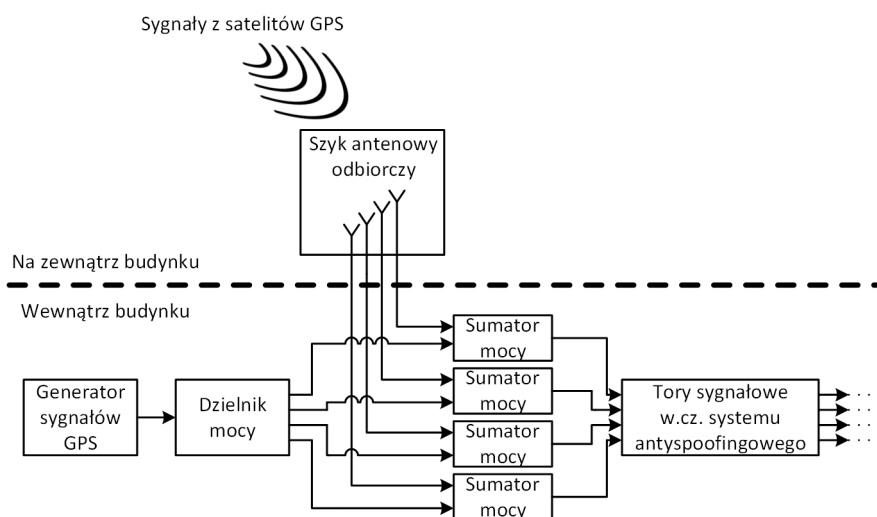 Sygnały z satelitów GPS
Szyk antenowy
odbiorczy
Na zewnątrz budynku
Wewnątrz budynku
Generator
sygnałów
GPS
Dzielnik
mocy
Sumator
mocy
Sumator
mocy
Sumator
mocy
Sumator
mocy
Tory sygnałowe
w.cz. systemu
antyspoofingowego